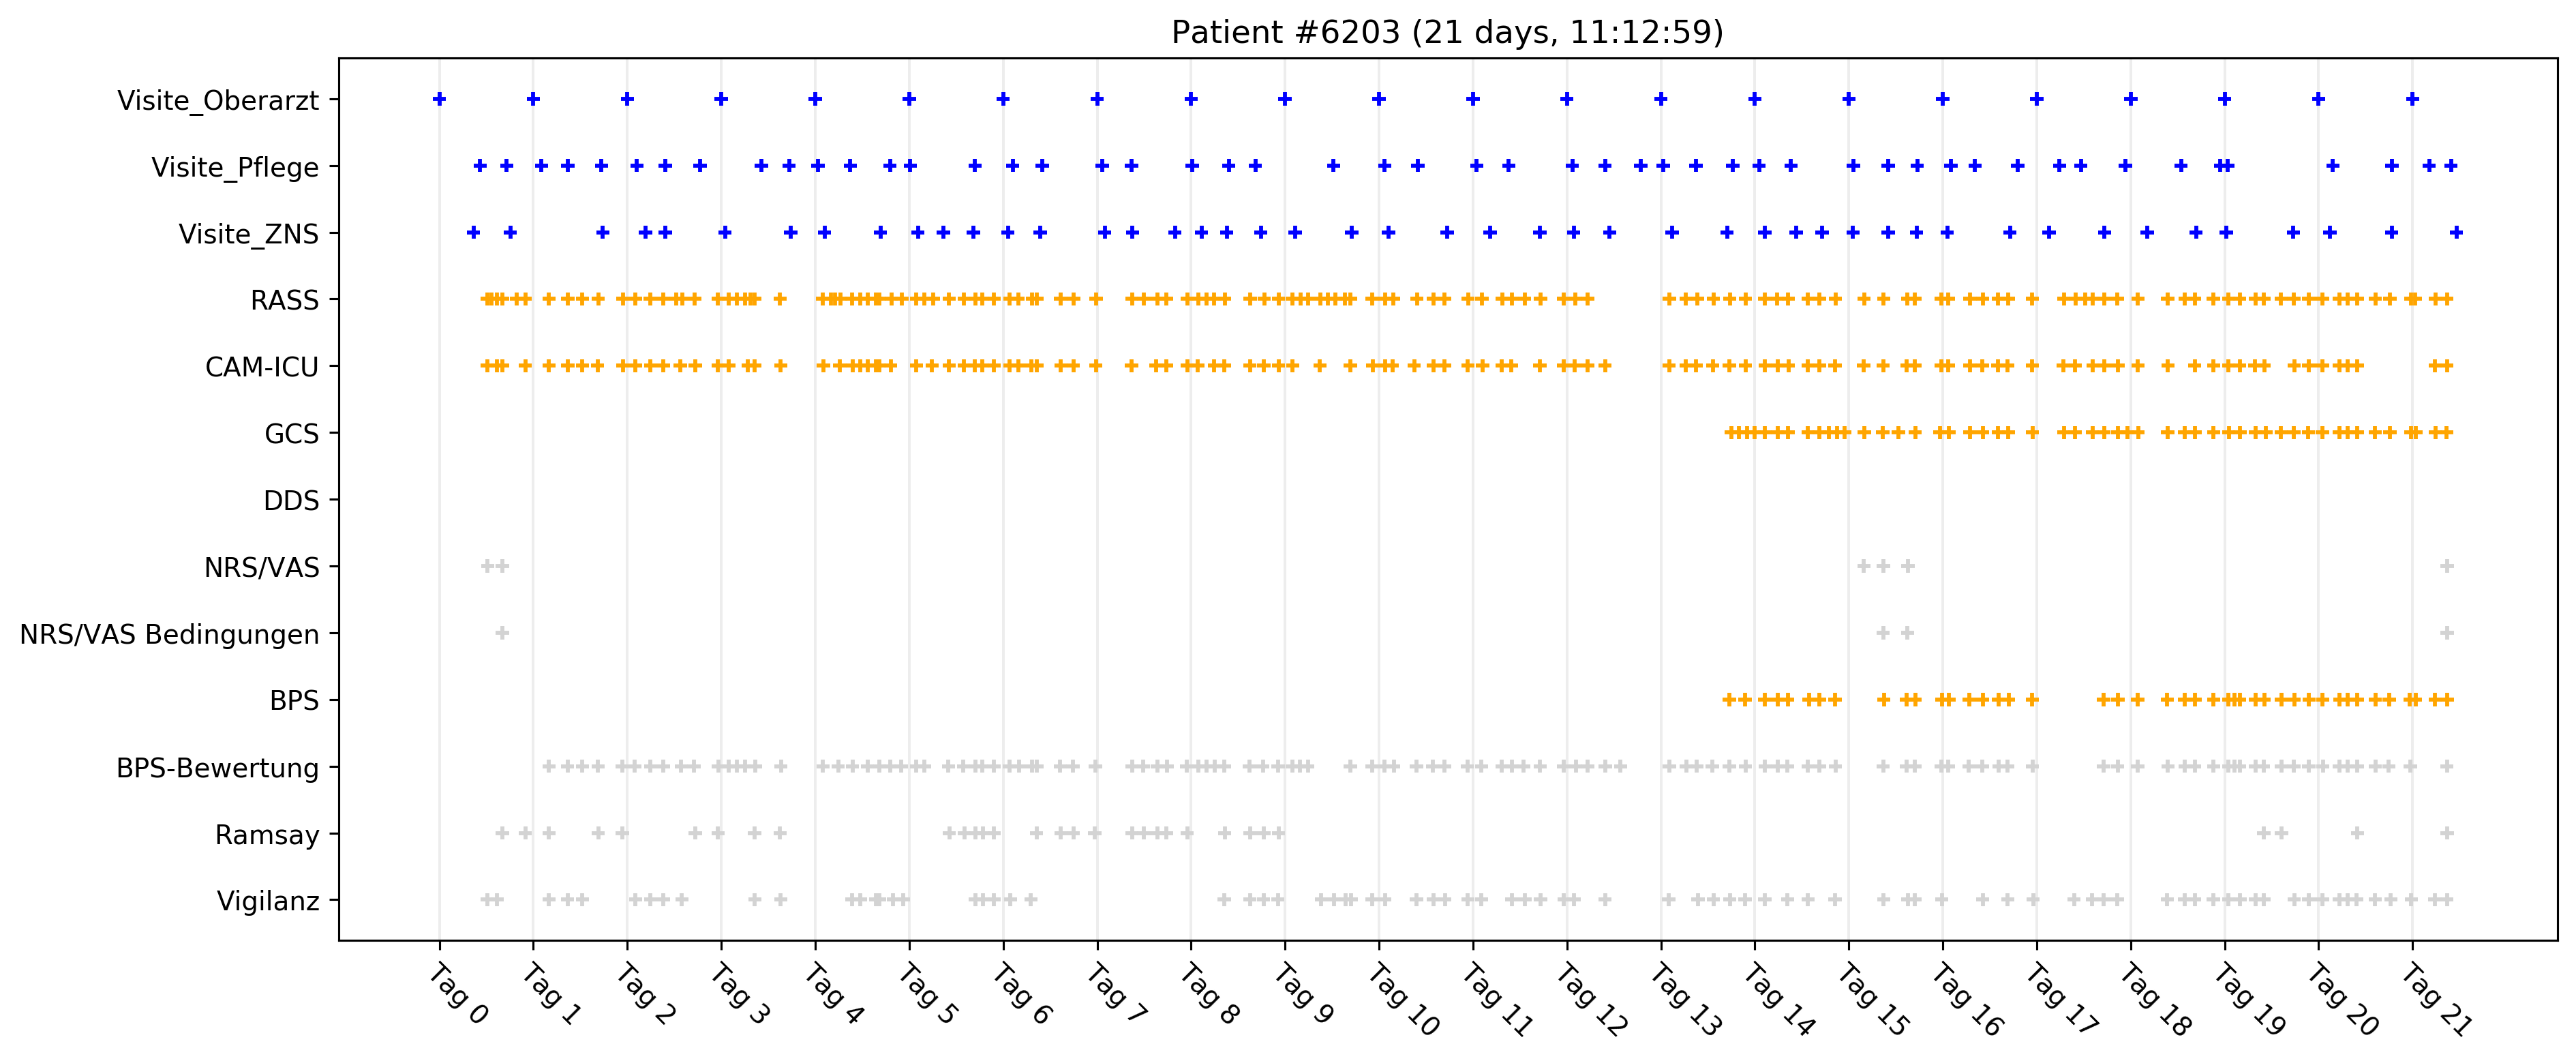 Patient #6203 (21 days, 11:12:59)
Visite_Oberarzt
Visite_Pflege
Visite_ZNS
RASS
CAM-ICU
GCS
DDS
NRS/VAS
NRS/VAS Bedingungen
BPS
BPS-Bewertung
Ramsay
Vigilanz
Tag 0
Tag 1
Tag 2
Tag 3
Tag 4
Tag 5
Tag 6
Tag 7
Tag 8
Tag 9
Tag 10
Tag 11
Tag 12
Tag 13
Tag 14
Tag 15
Tag 16
Tag 17
Tag 18
Tag 19
Tag 20
Tag 21